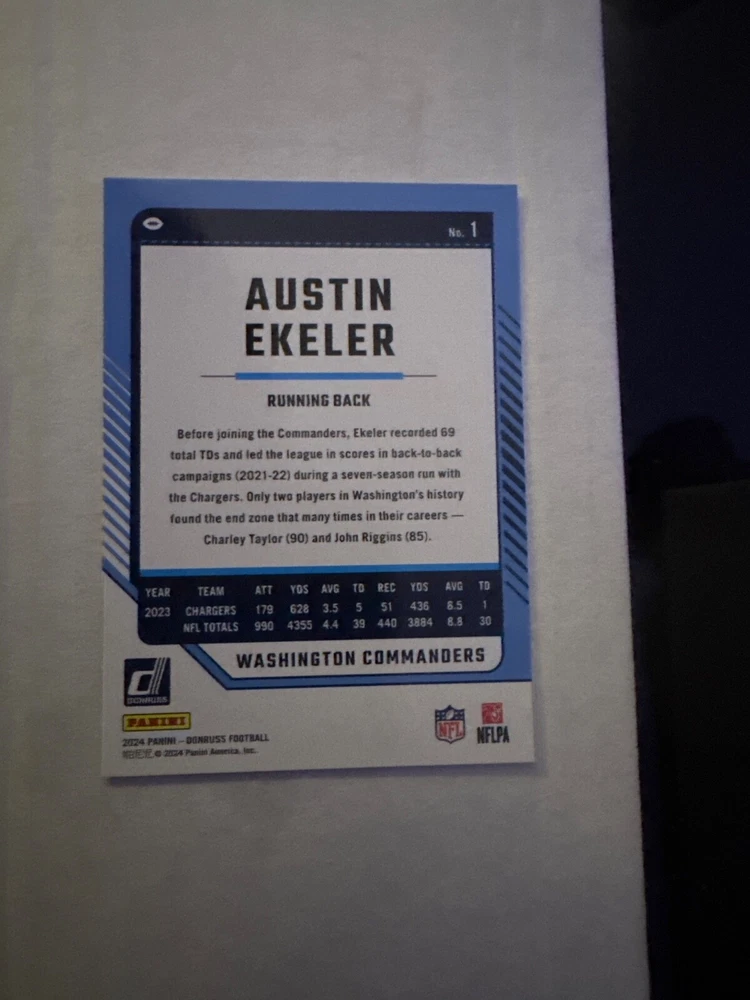 No. 1
AUSTIN
EKELER
RUNNING BACK
Before joining the Commanders, Ekeler recorded 69
total TDs and led the league in scores in back-to-back
campaigns (2021-22) during a seven-season run with
the Chargers. Only two players in Washington's history
found the end zone that many times in their careers —
Charley Taylor (90) and John Riggins (85).
YEAR TEAM ATT YDS AVG TD REC YDS AVG TD
2023 CHARGERS 179 628 3.5 5 51 436 8.5 1
NFL TOTALS 990 4355 4.4 39 440 3884 8.8 30
WASHINGTON COMMANDERS
d
DONRUSS
PANINI
NFL
NFLPA
2024 PANINI – DONRUSS FOOTBALL
© 2024 Panini America, Inc.